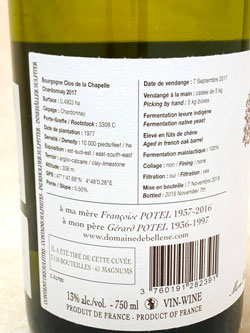 Bourgogne Clos de la Chapelle
Chardonnay 2017
Surface : 0,4903 ha
Cépage : Chardonnay
Porte-Greffe / Rootstock : 3309 C
Date de plantation : 1977
Densité / Density : 10 000 pieds/feet / ha
Exposition : est-sud-est / east-south-east
Terroir : argilo-calcaire / clay-limestone
Altitude : 338 m
Pente / Slope : 5,50%
Date de vendange : 7 Septembre 2017
Vendangé à la main : caisse de 5 kg
Picking by hand : 5 kg boxes
Fermentation levure indigène
Fermentation native yeast
Elevé en fûts de chêne
Aged in french oak barrel
Fermentation malolactique : 100%
Collage : non / Fining : none
Filtration : oui / Filtration : yes
Mise en bouteille : 7 Novembre 2018
Bottled : 2018 November 7th
à ma mère Françoise POTEL 1937-2016
à mon père Gérard POTEL 1936-1997
www.domainedebellene.com
IL A ÉTÉ TIRÉ DE CETTE CUVÉE
BOUTEILLES - 61 MAGNUMS
3 760191 282391
13% alc./vol. - 750 ml
VIN-WINE
PRODUIT DE FRANCE - PRODUCT OF FRANCE